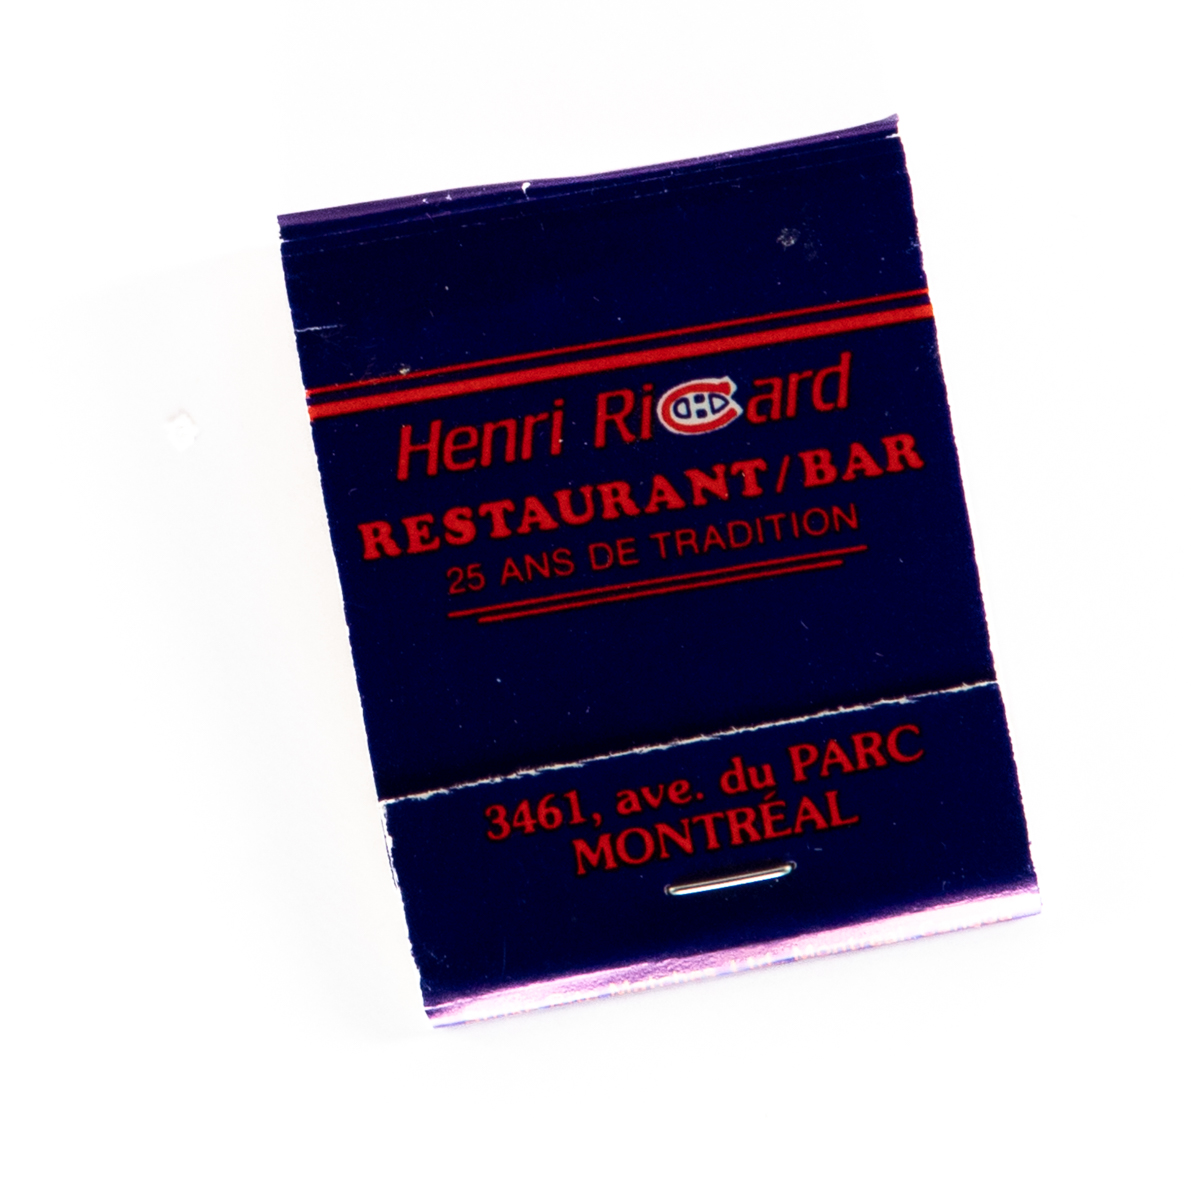 Henri Richard
RESTAURANT/BAR
25 ANS DE TRADITION
3461, ave. du PARC
MONTRÉAL